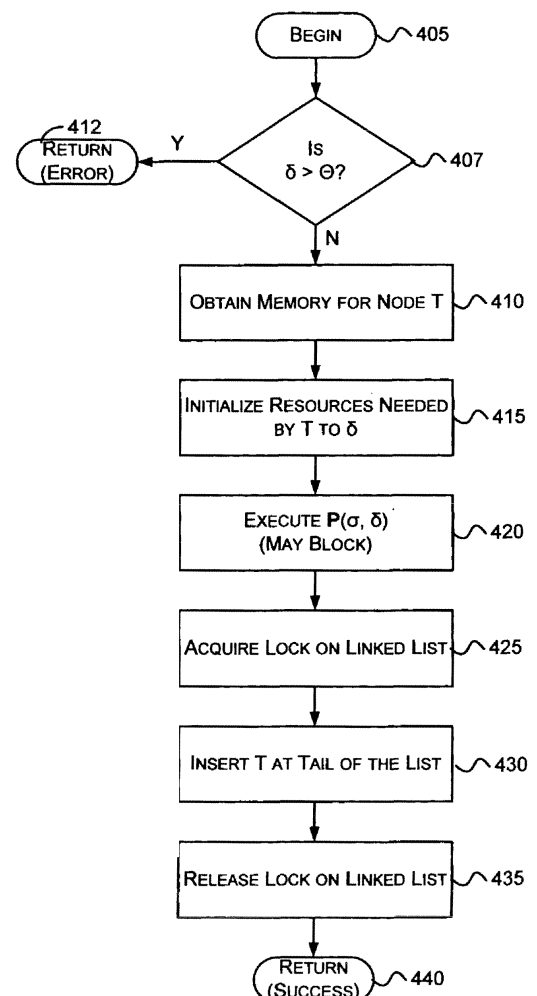 BEGIN
405
412
RETURN
(ERROR)
Y
IS
δ > Θ?
407
N
OBTAIN MEMORY FOR NODE T
410
INITIALIZE RESOURCES NEEDED
BY T TO δ
415
EXECUTE P(σ, δ)
(MAY BLOCK)
420
ACQUIRE LOCK ON LINKED LIST
425
INSERT T AT TAIL OF THE LIST
430
RELEASE LOCK ON LINKED LIST
435
RETURN
(SUCCESS)
440